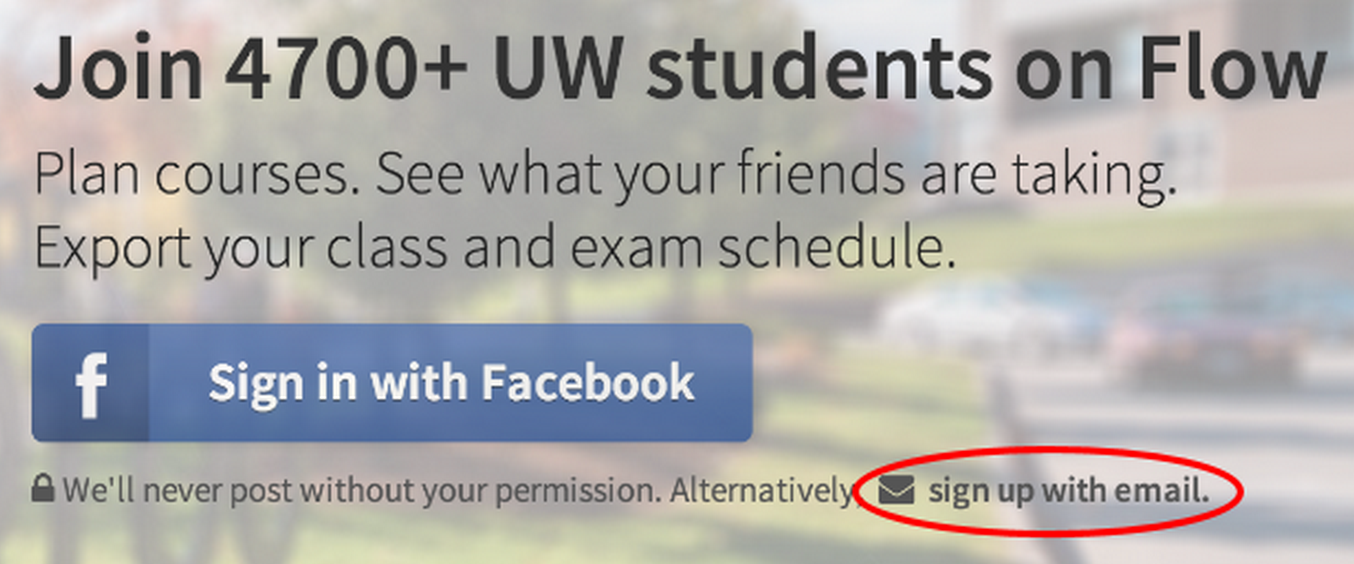 Join 4700+ UW students on Flow
Plan courses. See what your friends are taking.
Export your class and exam schedule.
f Sign in with Facebook
We'll never post without your permission. Alternatively, sign up with email.